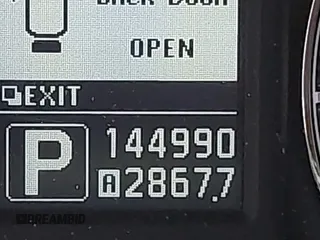 Back Door
OPEN
EXIT
P
144990
A 2867.7